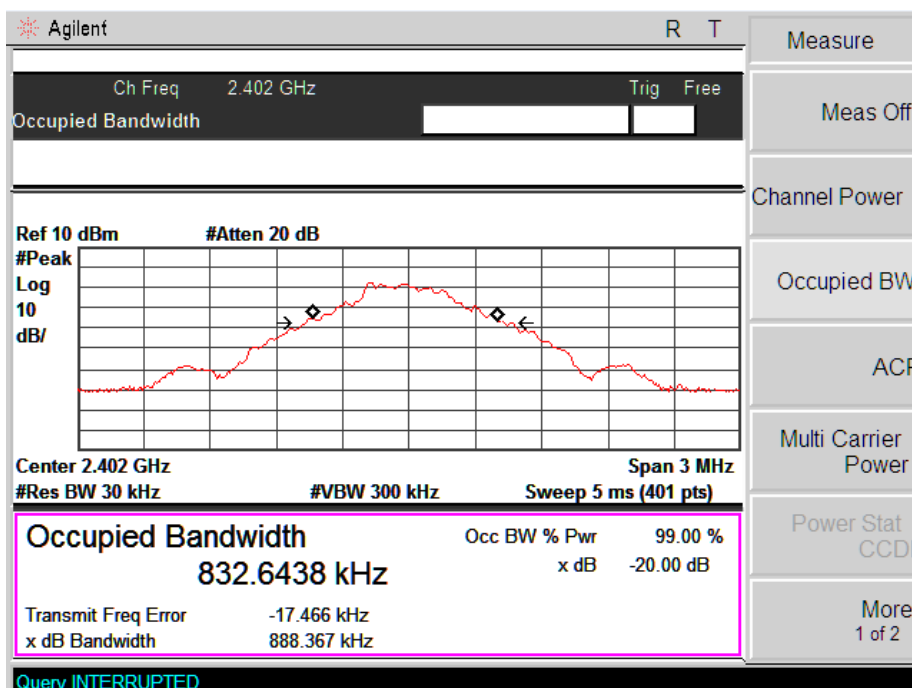 Agilent R T
Ch Freq 2.402 GHz Trig Free
Occupied Bandwidth
Ref 10 dBm #Atten 20 dB
#Peak
Log
10
dB/
Center 2.402 GHz Span 3 MHz
#Res BW 30 kHz #VBW 300 kHz Sweep 5 ms (401 pts)
Occupied Bandwidth Occ BW % Pwr 99.00 %
832.6438 kHz x dB -20.00 dB
Transmit Freq Error -17.466 kHz
x dB Bandwidth 888.367 kHz
Query INTERRUPTED
Measure
Meas Off
Channel Power
Occupied BW
ACP
Multi Carrier
Power
Power Stat
More
1 of 2